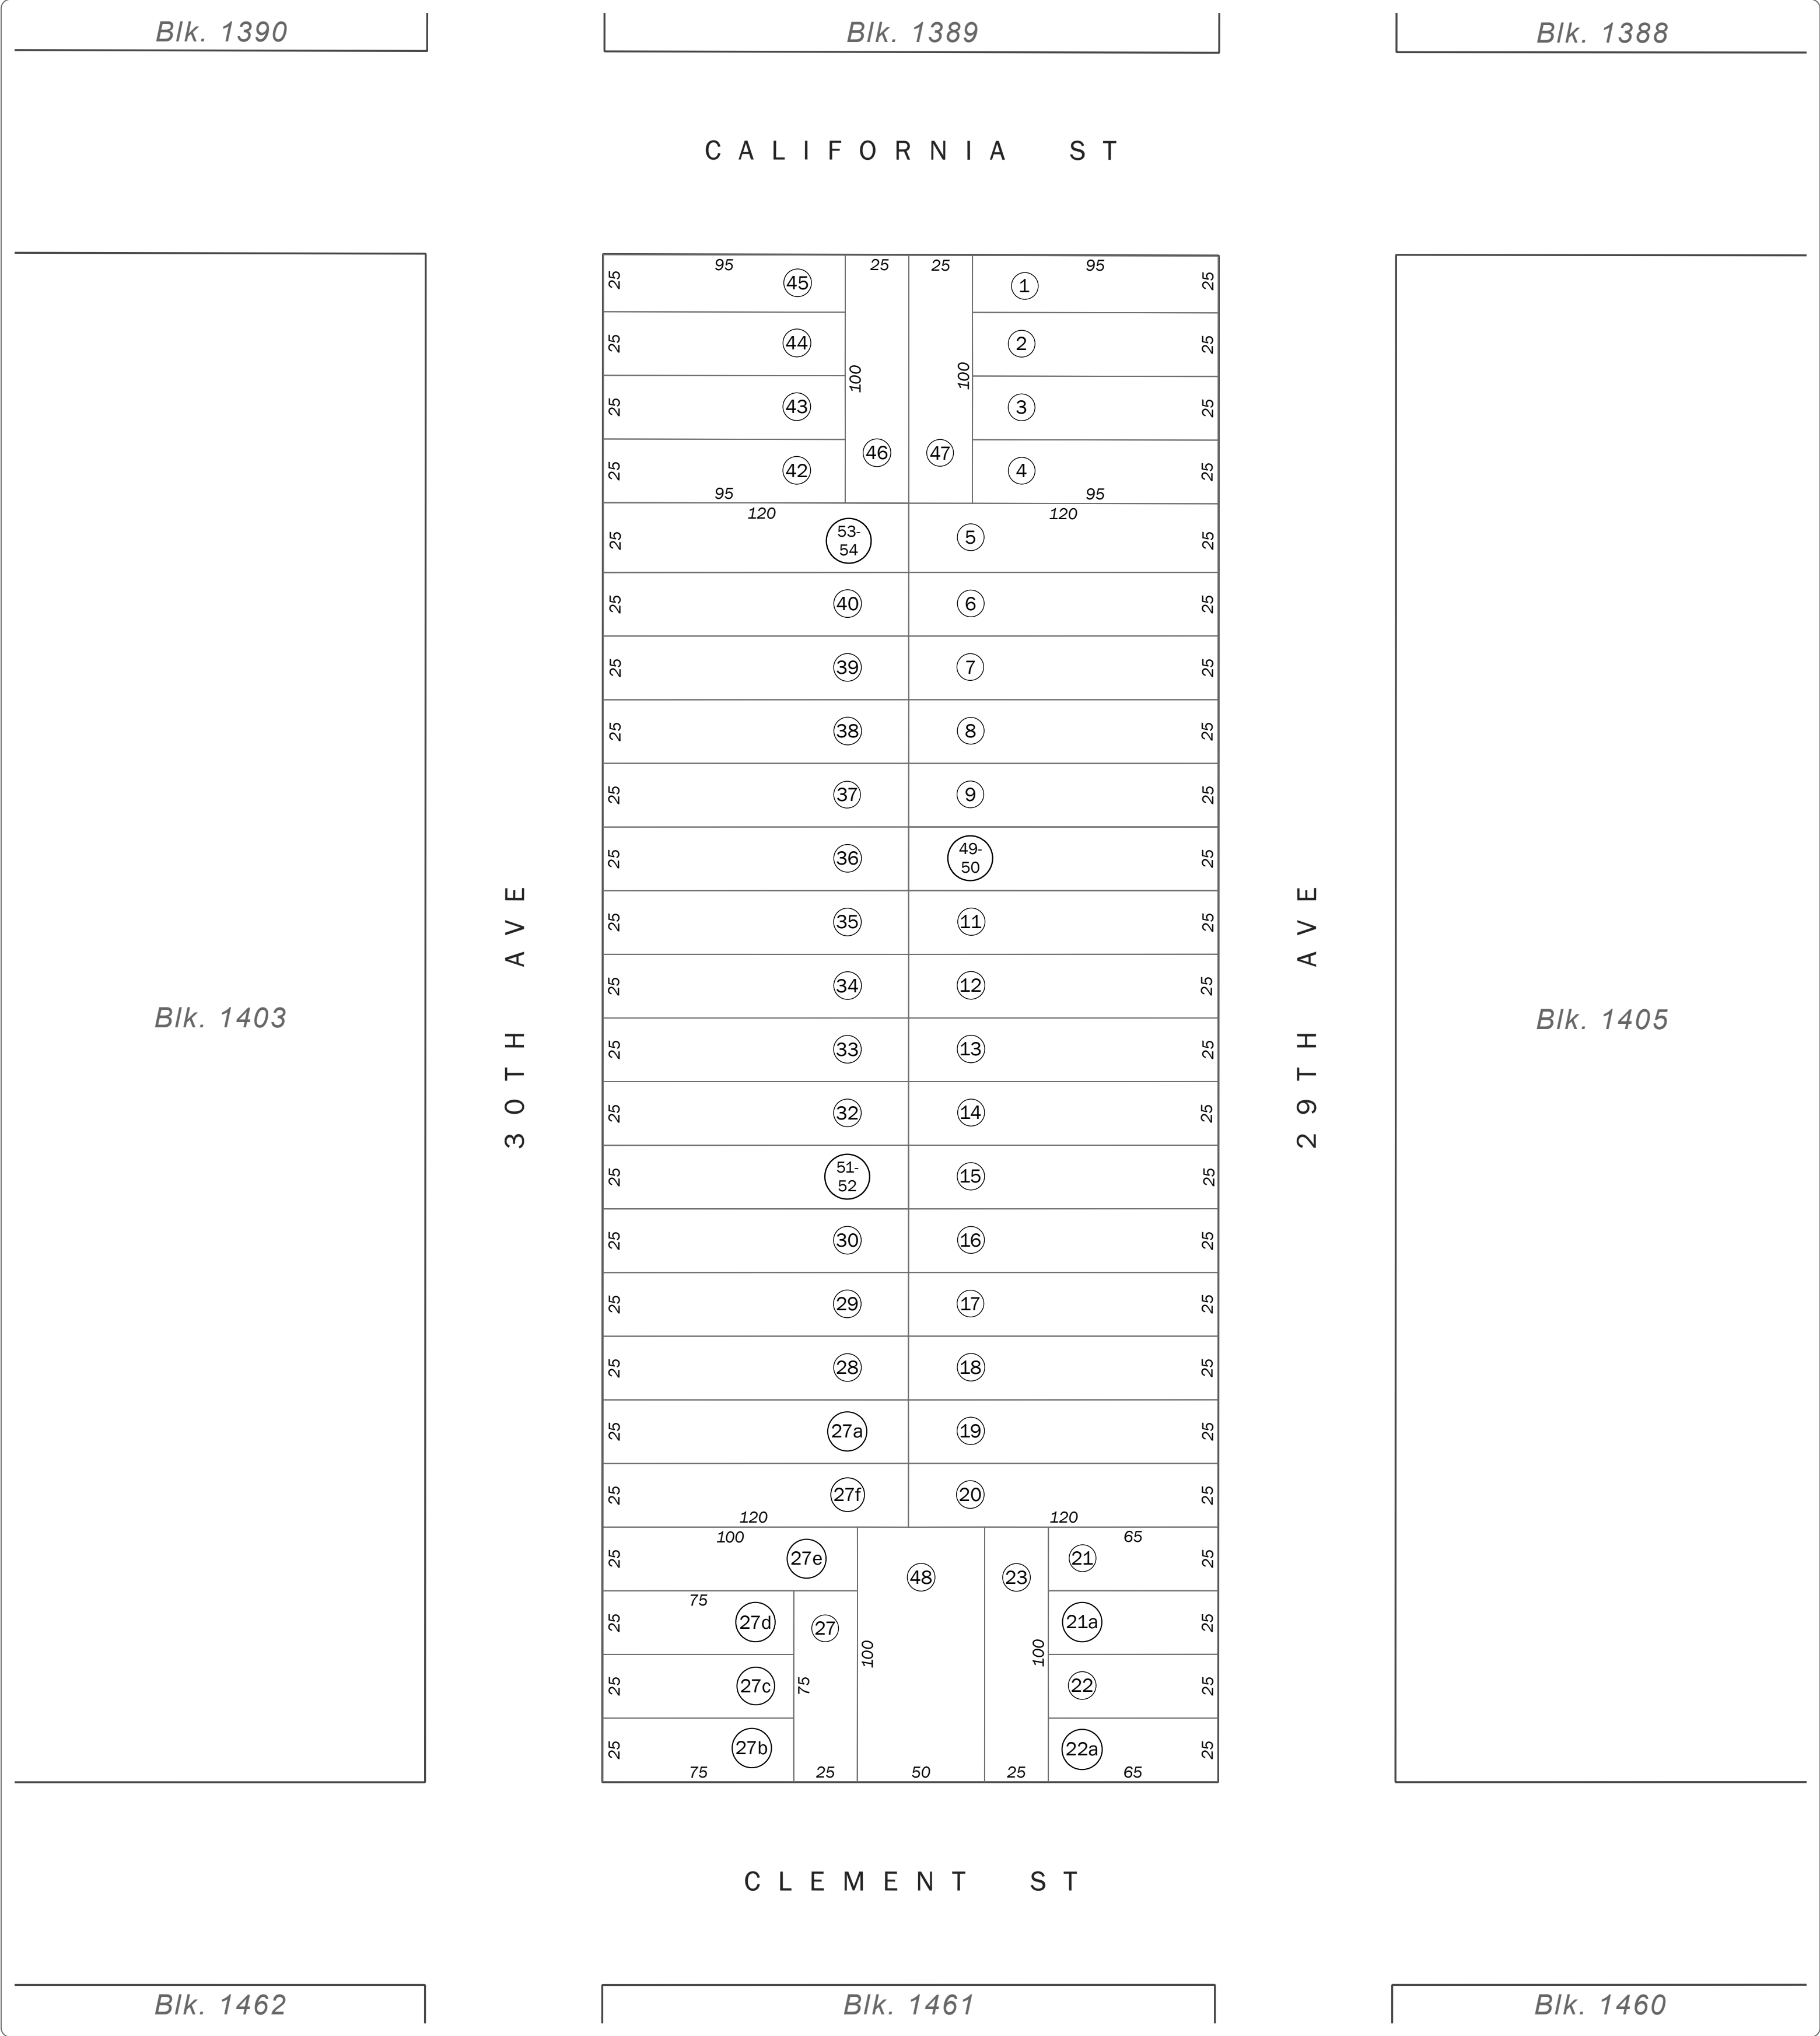 Blk. 1390
Blk. 1389
Blk. 1388
CALIFORNIA ST
95 25 25 95
25 45 1 25
25 44 2 25
100 100
25 43 3 25
46 47
25 42 4 25
95 95
120 120
25 53-54 5 25
25 40 6 25
25 39 7 25
25 38 8 25
25 37 9 25
25 36 49-50 25
25 35 11 25
25 34 12 25
25 33 13 25
25 32 14 25
25 51-52 15 25
25 30 16 25
25 29 17 25
25 28 18 25
25 27a 19 25
25 27f 20 25
120 120
100 65
25 27e 48 23 21 25
75
25 27d 27 21a 25
100 100
25 27c 75 22 25
25 27b 22a 25
75 25 50 25 65
30TH AVE
29TH AVE
Blk. 1403
Blk. 1405
CLEMENT ST
Blk. 1462
Blk. 1461
Blk. 1460